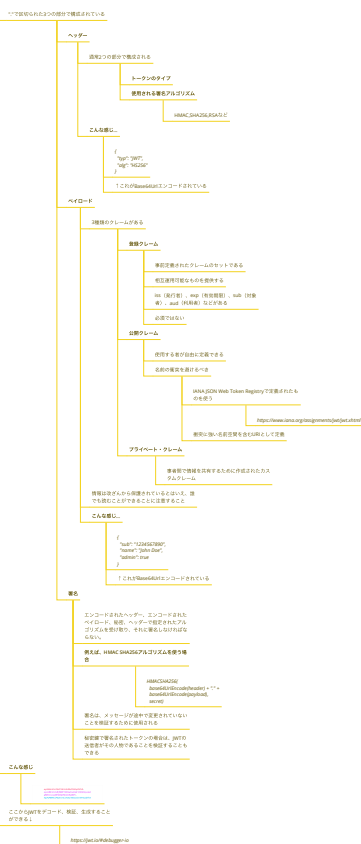 "."で区切られた3つの部分で構成されている
ヘッダー
通常2つの部分で構成される
トークンのタイプ
使用される署名アルゴリズム
HMAC,SHA256,RSAなど
こんな感じ...
{
"typ": "JWT",
"alg": "HS256"
}
↑これがBase64Urlエンコードされている
ペイロード
3種類のクレームがある
登録クレーム
事前定義されたクレームのセットである
相互運用可能なものを提供する
iss（発行者）、exp（有効期限）、sub（対象
者）、aud（利用者）などがある
必須ではない
公開クレーム
使用する者が自由に定義できる
名前の衝突を避けるべき
IANA JSON Web Token Registryで定義されたも
のを使う
https://www.iana.org/assignments/jwt/jwt.xhtml
衝突に強い名前空間を含むURIとして定義
プライベート・クレーム
当事者間で情報を共有するために作成されたカス
タムクレーム
情報は改ざんから保護されているとはいえ、誰
でも読むことができることに注意すること
こんな感じ...
{
"sub": "1234567890",
"name": "John Doe",
"admin": true
}
↑これがBase64Urlエンコードされている
署名
エンコードされたヘッダー、エンコードされた
ペイロード、秘密、ヘッダーで指定されたアル
ゴリズムを受け取り、それに署名しなければな
らない。
例えば、HMAC SHA256アルゴリズムを使う場
合
HMACSHA256(
base64UrlEncode(header) + "." +
base64UrlEncode(payload),
secret)
署名は、メッセージが途中で変更されていない
ことを検証するために使用される
秘密鍵で署名されたトークンの場合は、JWTの
送信者がその人物であることを検証することも
できる
こんな感じ
ここからJWTをデコード、検証、生成すること
ができる↓
https://jwt.io/#debugger-io